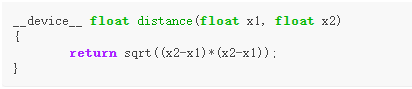 __device__ float distance(float x1, float x2)
{
        return sqrt((x2-x1)*(x2-x1));
}